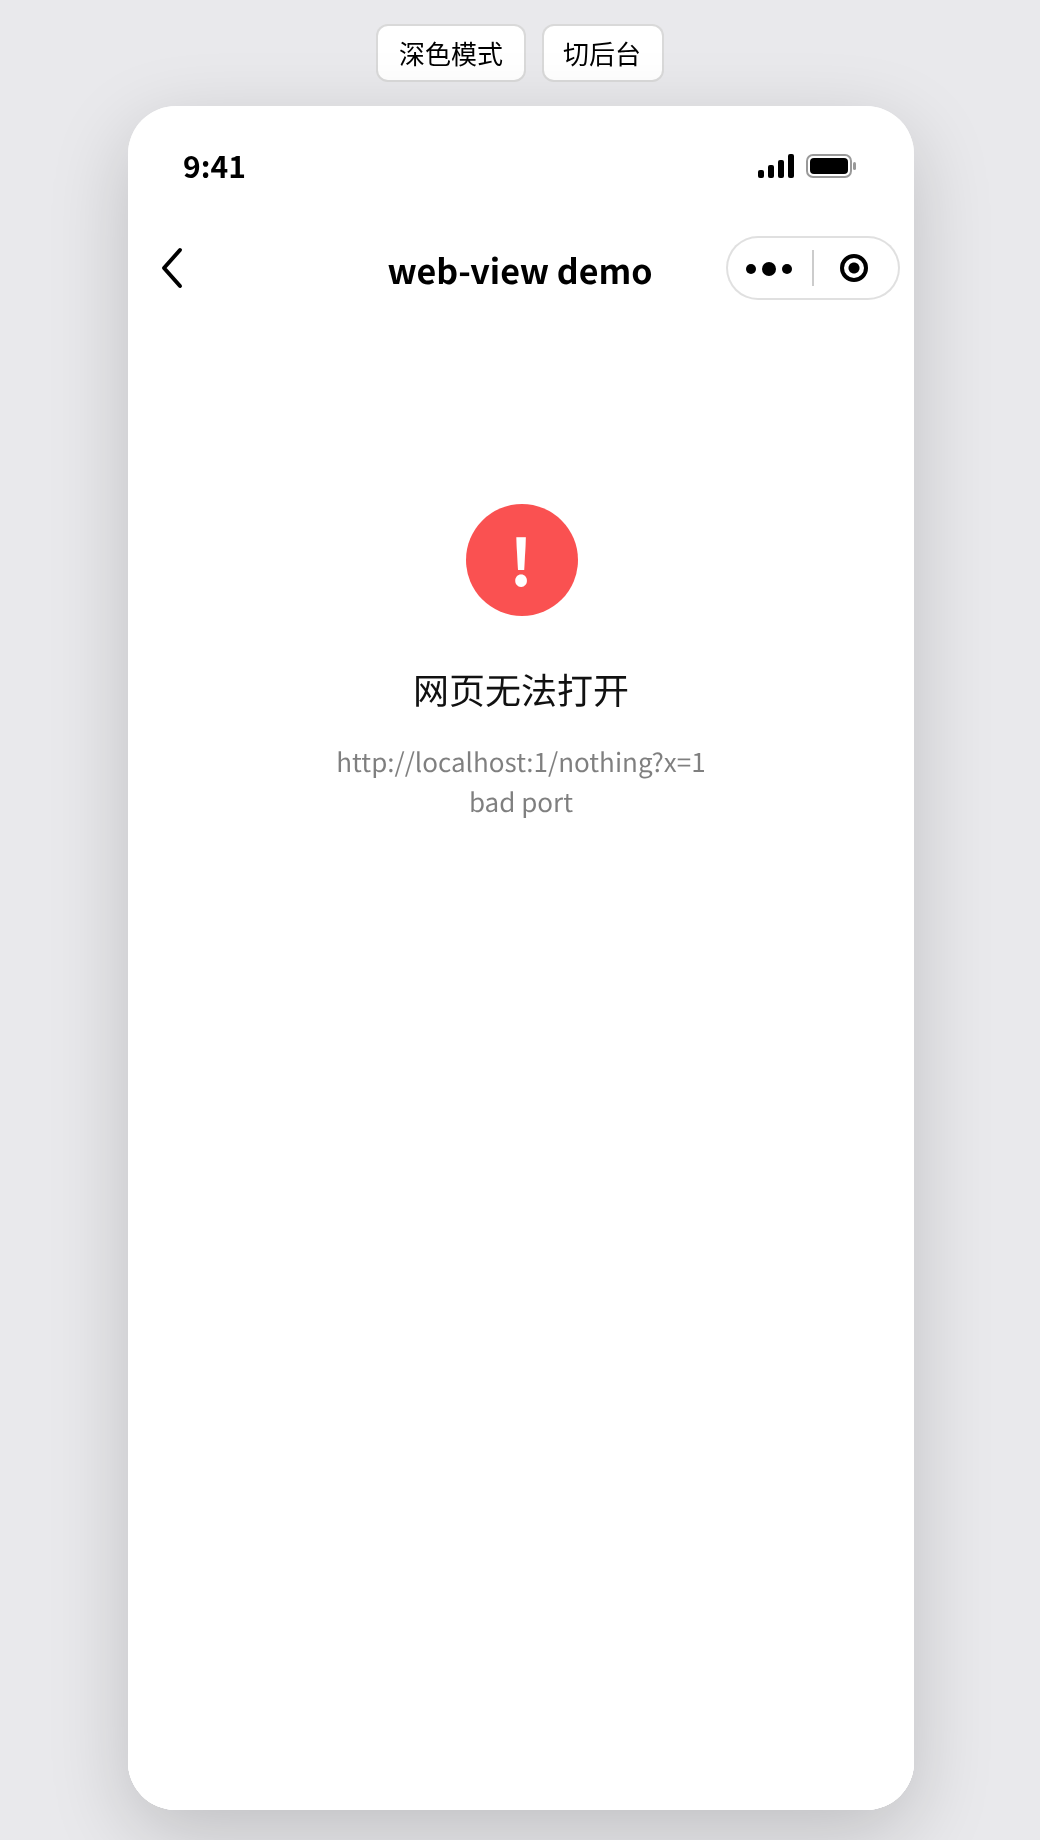 深色模式 切后台
9:41
web-view demo
!
网页无法打开
http://localhost:1/nothing?x=1
bad port